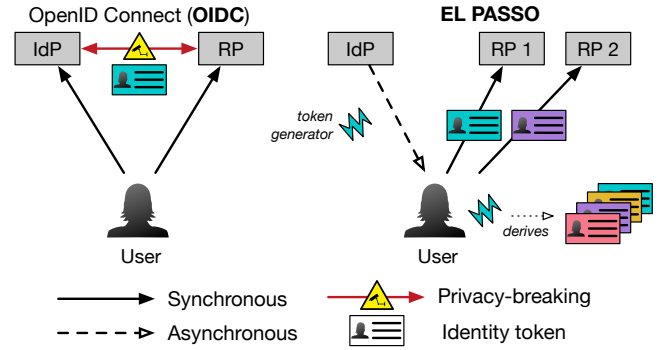 OpenID Connect (OIDC)
IdP
RP
User
EL PASSO
IdP
RP 1
RP 2
token
generator
derives
User
Synchronous
Privacy-breaking
Asynchronous
Identity token